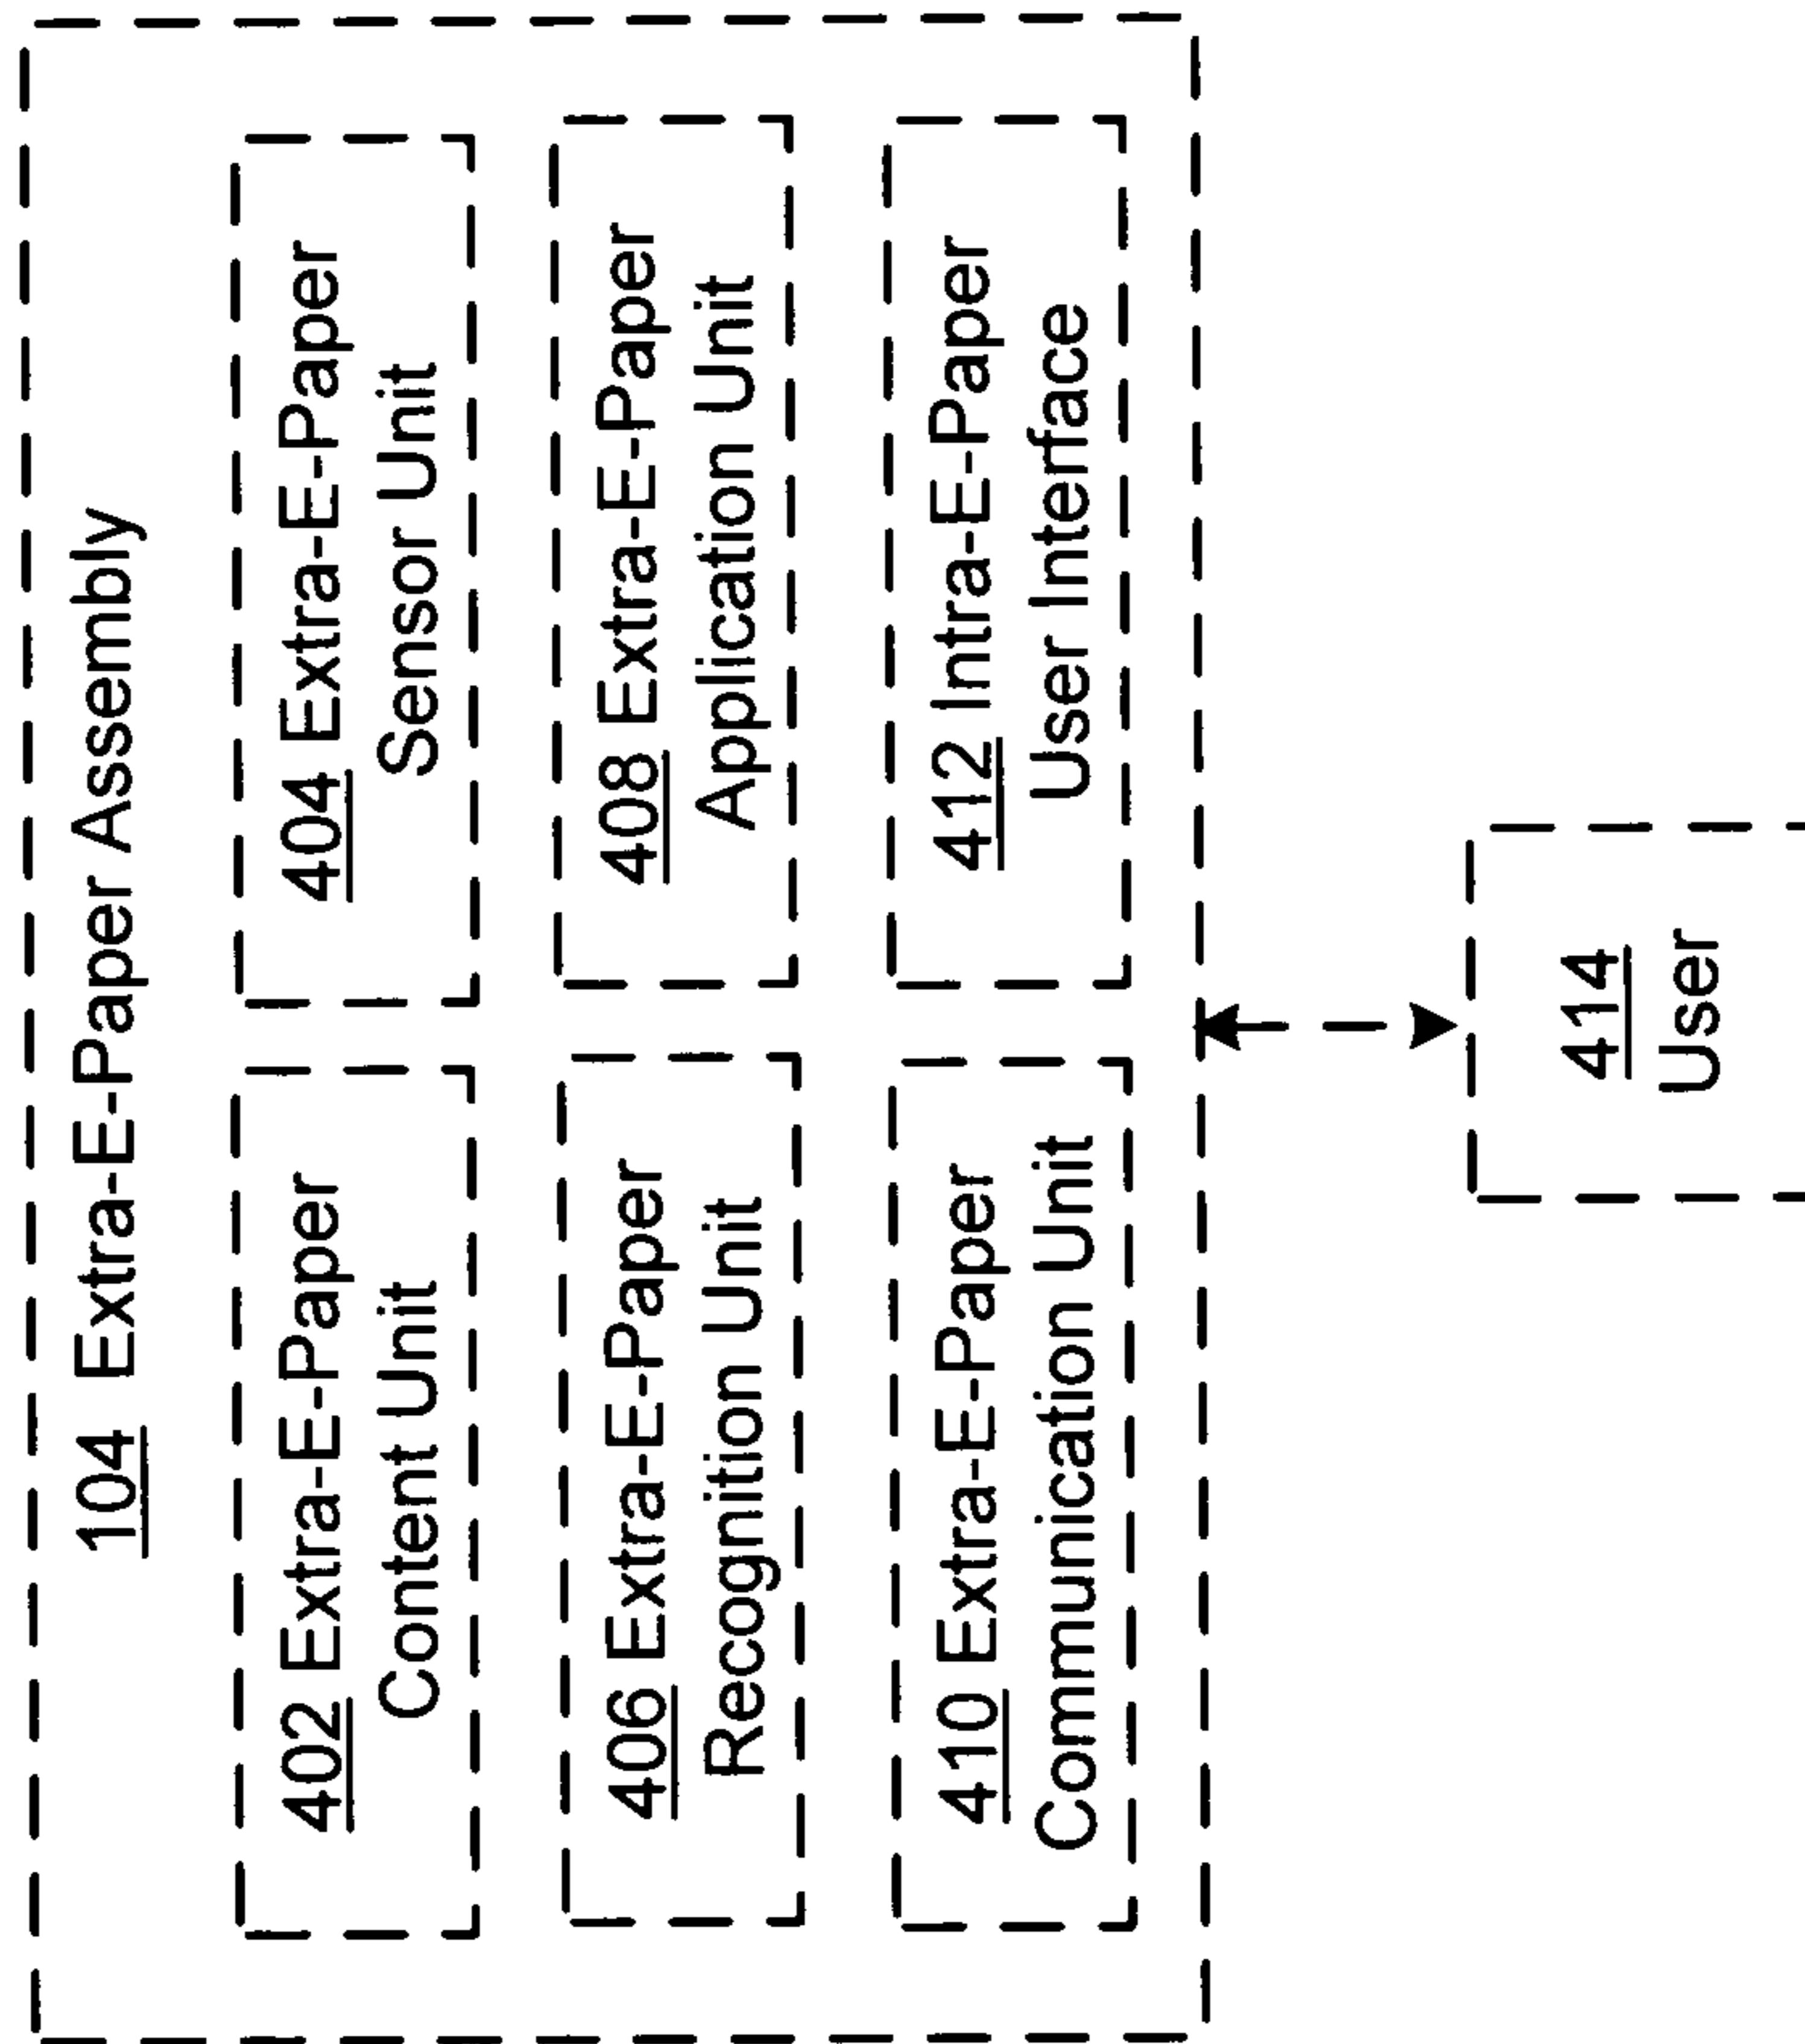 104 Extra-E-Paper Assembly
402 Extra-E-Paper
Content Unit
404 Extra-E-Paper
Sensor Unit
406 Extra-E-Paper
Recognition Unit
408 Extra-E-Paper
Application Unit
410 Extra-E-Paper
Communication Unit
412 Intra-E-Paper
User Interface
414
User